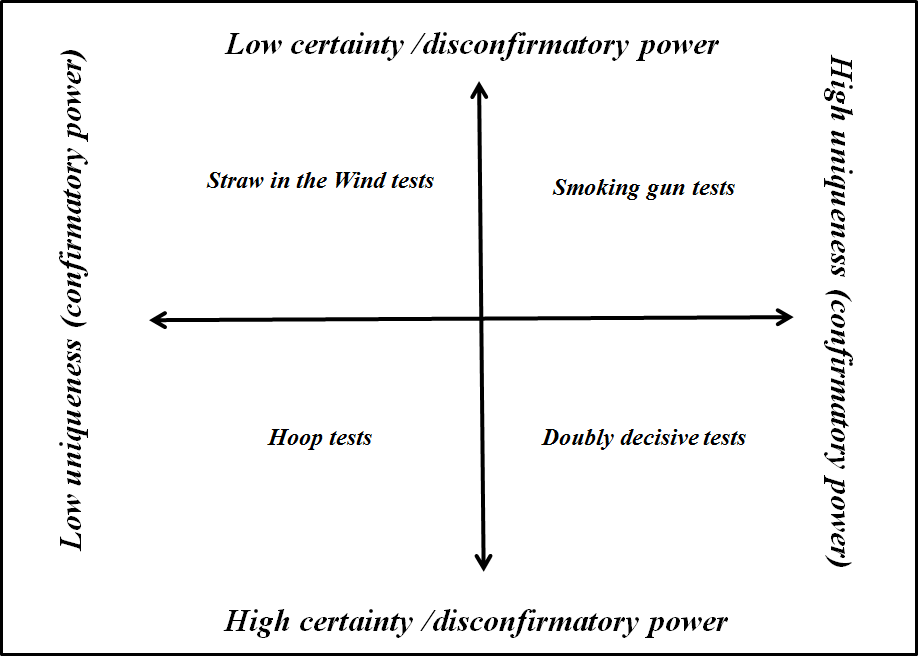 Low certainty /disconfirmatory power
Low uniqueness (confirmatory power)
High uniqueness (confirmatory power)
Straw in the Wind tests
Smoking gun tests
Hoop tests
Doubly decisive tests
High certainty /disconfirmatory power